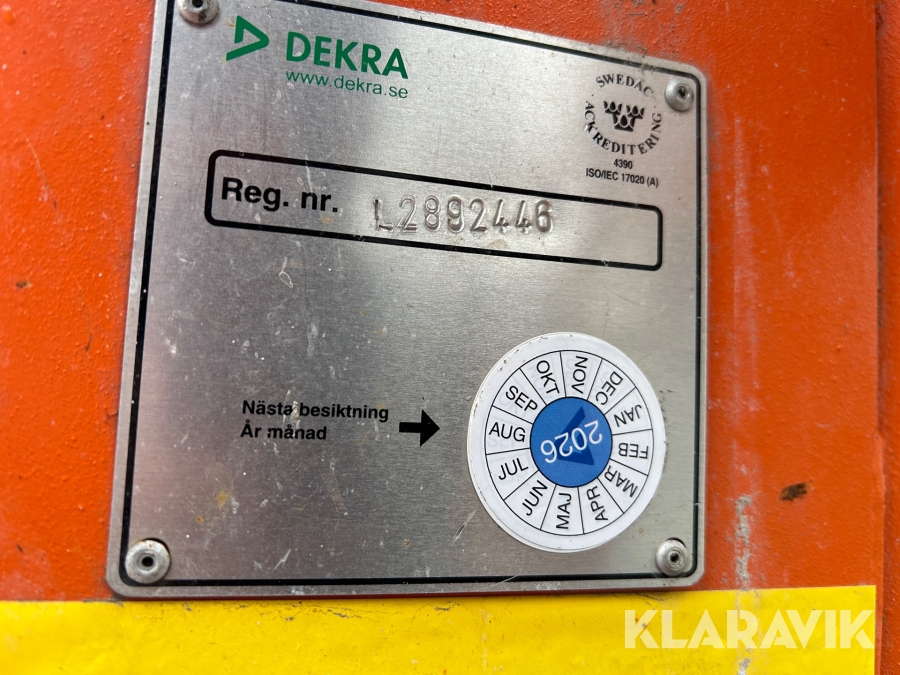 DEKRA
www.dekra.se
SWEDAC
ACKREDITERING
4390
ISO/IEC 17020 (A)
Reg. nr. L2892446
Nästa besiktning
År månad
JAN
FEB
MAR
APR
MAJ
JUN
JUL
AUG
SEP
OKT
NOV
DEC
2026
KLARAVIK